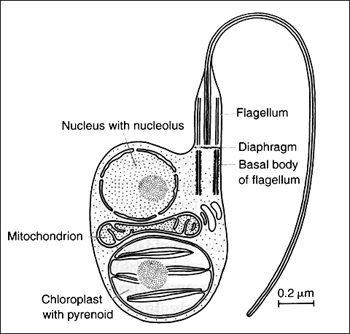 Flagellum
Nucleus with nucleolus
Diaphragm
Basal body
of flagellum
Mitochondrion
Chloroplast
with pyrenoid
0.2 µm